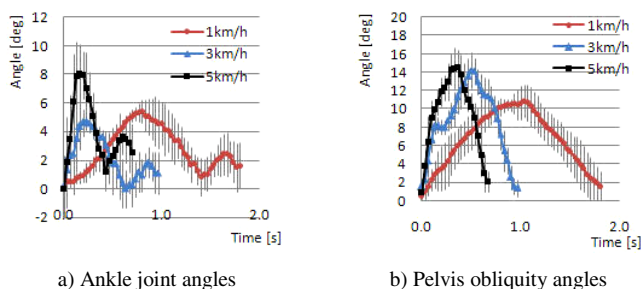 Angle [deg]
12
10
8
6
4
2
0
-2
0.0
1.0
2.0
Time [s]
1km/h
3km/h
5km/h
Angle [deg]
20
18
16
14
12
10
8
6
4
2
0
0.0
1.0
2.0
Time [s]
1km/h
3km/h
5km/h
a) Ankle joint angles
b) Pelvis obliquity angles